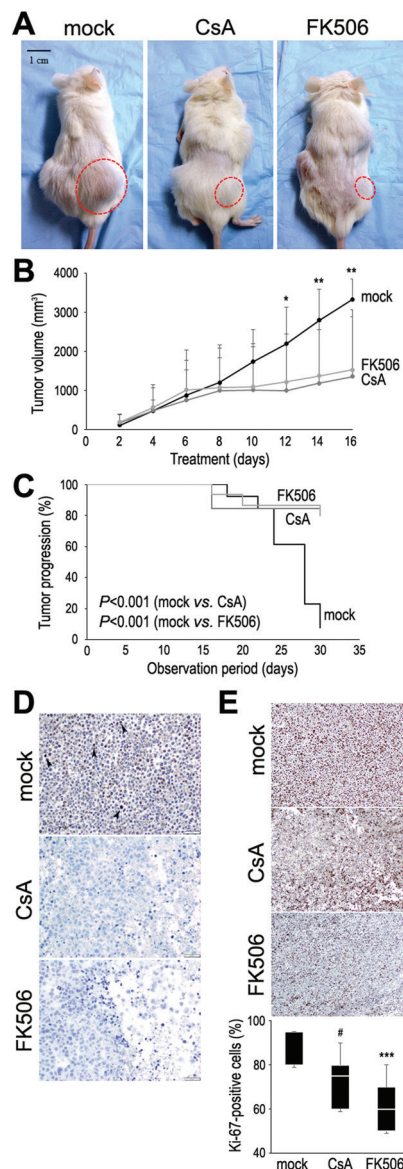 A
mock
CsA
FK506
1 cm
B
Tumor volume (mm³)
4000
3000
2000
1000
0
0 2 4 6 8 10 12 14 16
Treatment (days)
*
**
**
mock
FK506
CsA
C
Tumor progression (%)
100
80
60
40
20
0
FK506
CsA
mock
P<0.001 (mock vs. CsA)
P<0.001 (mock vs. FK506)
0 5 10 15 20 25 30 35
Observation period (days)
D
mock
CsA
FK506
E
mock
CsA
FK506
Ki-67-positive cells (%)
100
80
60
40
#
***
mock CsA FK506